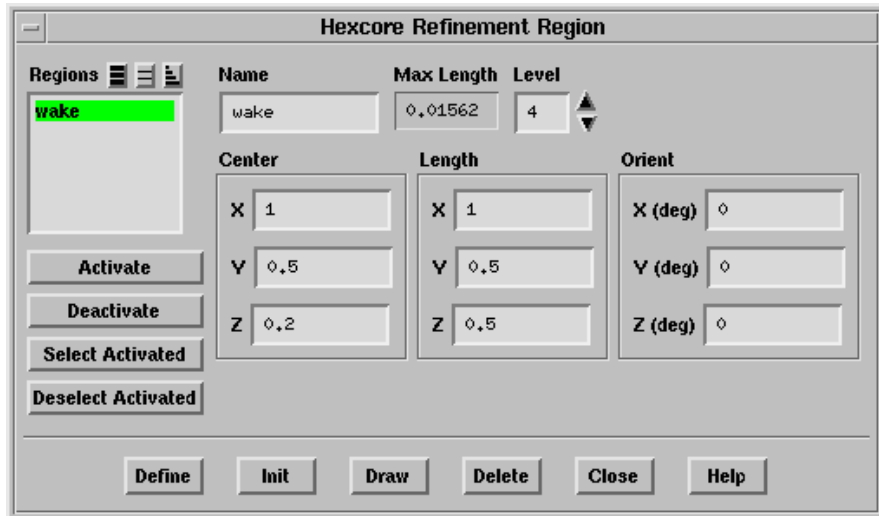 Hexcore Refinement Region
Regions Name Max Length Level
wake wake 0.01562 4
Center Length Orient
X 1 X 1 X (deg) 0
Y 0.5 Y 0.5 Y (deg) 0
Z 0.2 Z 0.5 Z (deg) 0
Activate
Deactivate
Select Activated
Deselect Activated
Define Init Draw Delete Close Help